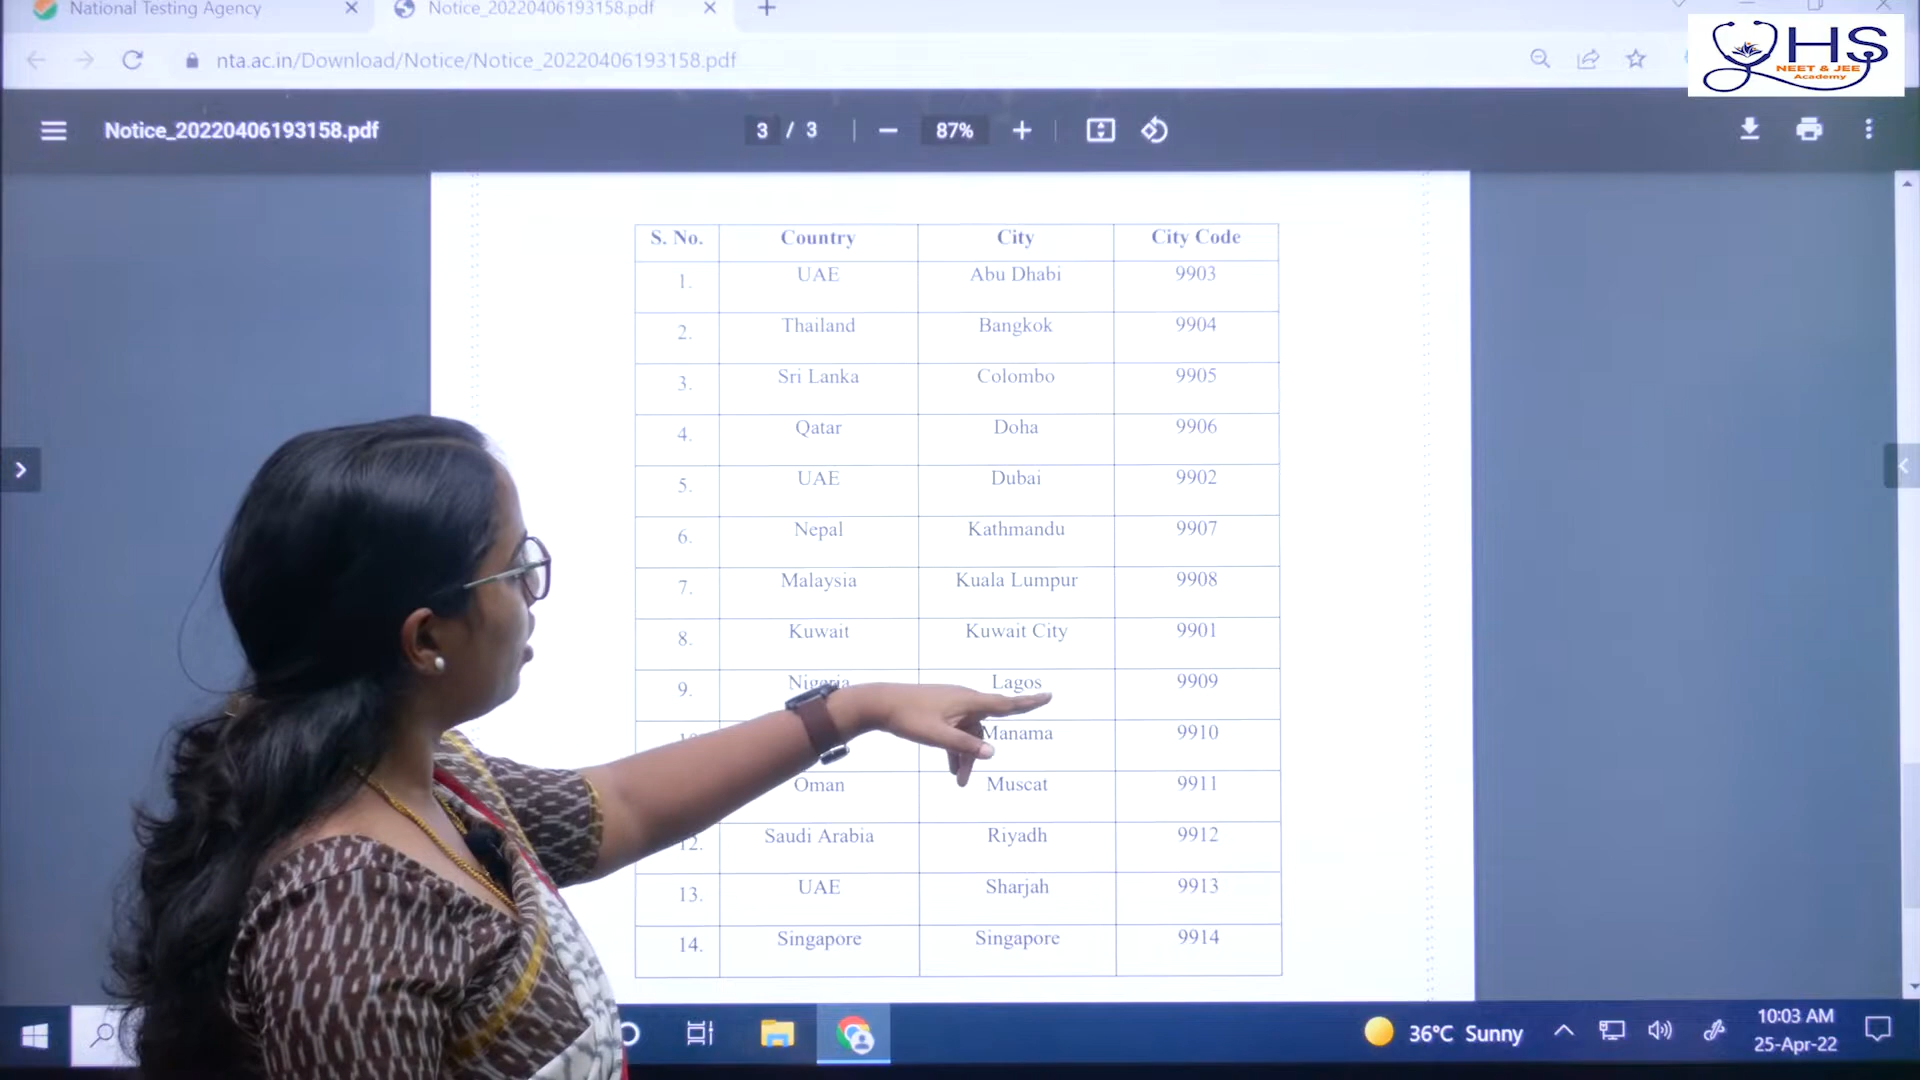 National Testing Agency
Notice_20220406193158.pdf
nta.ac.in/Download/Notice/Notice_20220406193158.pdf
HS
NEET & JEE
Academy
Notice_20220406193158.pdf
3 / 3
87%
S. No. Country City City Code
1. UAE Abu Dhabi 9903
2. Thailand Bangkok 9904
3. Sri Lanka Colombo 9905
4. Qatar Doha 9906
5. UAE Dubai 9902
6. Nepal Kathmandu 9907
7. Malaysia Kuala Lumpur 9908
8. Kuwait Kuwait City 9901
9. Nigeria Lagos 9909
Manama 9910
Oman Muscat 9911
12. Saudi Arabia Riyadh 9912
13. UAE Sharjah 9913
14. Singapore Singapore 9914
36°C Sunny
10:03 AM
25-Apr-22